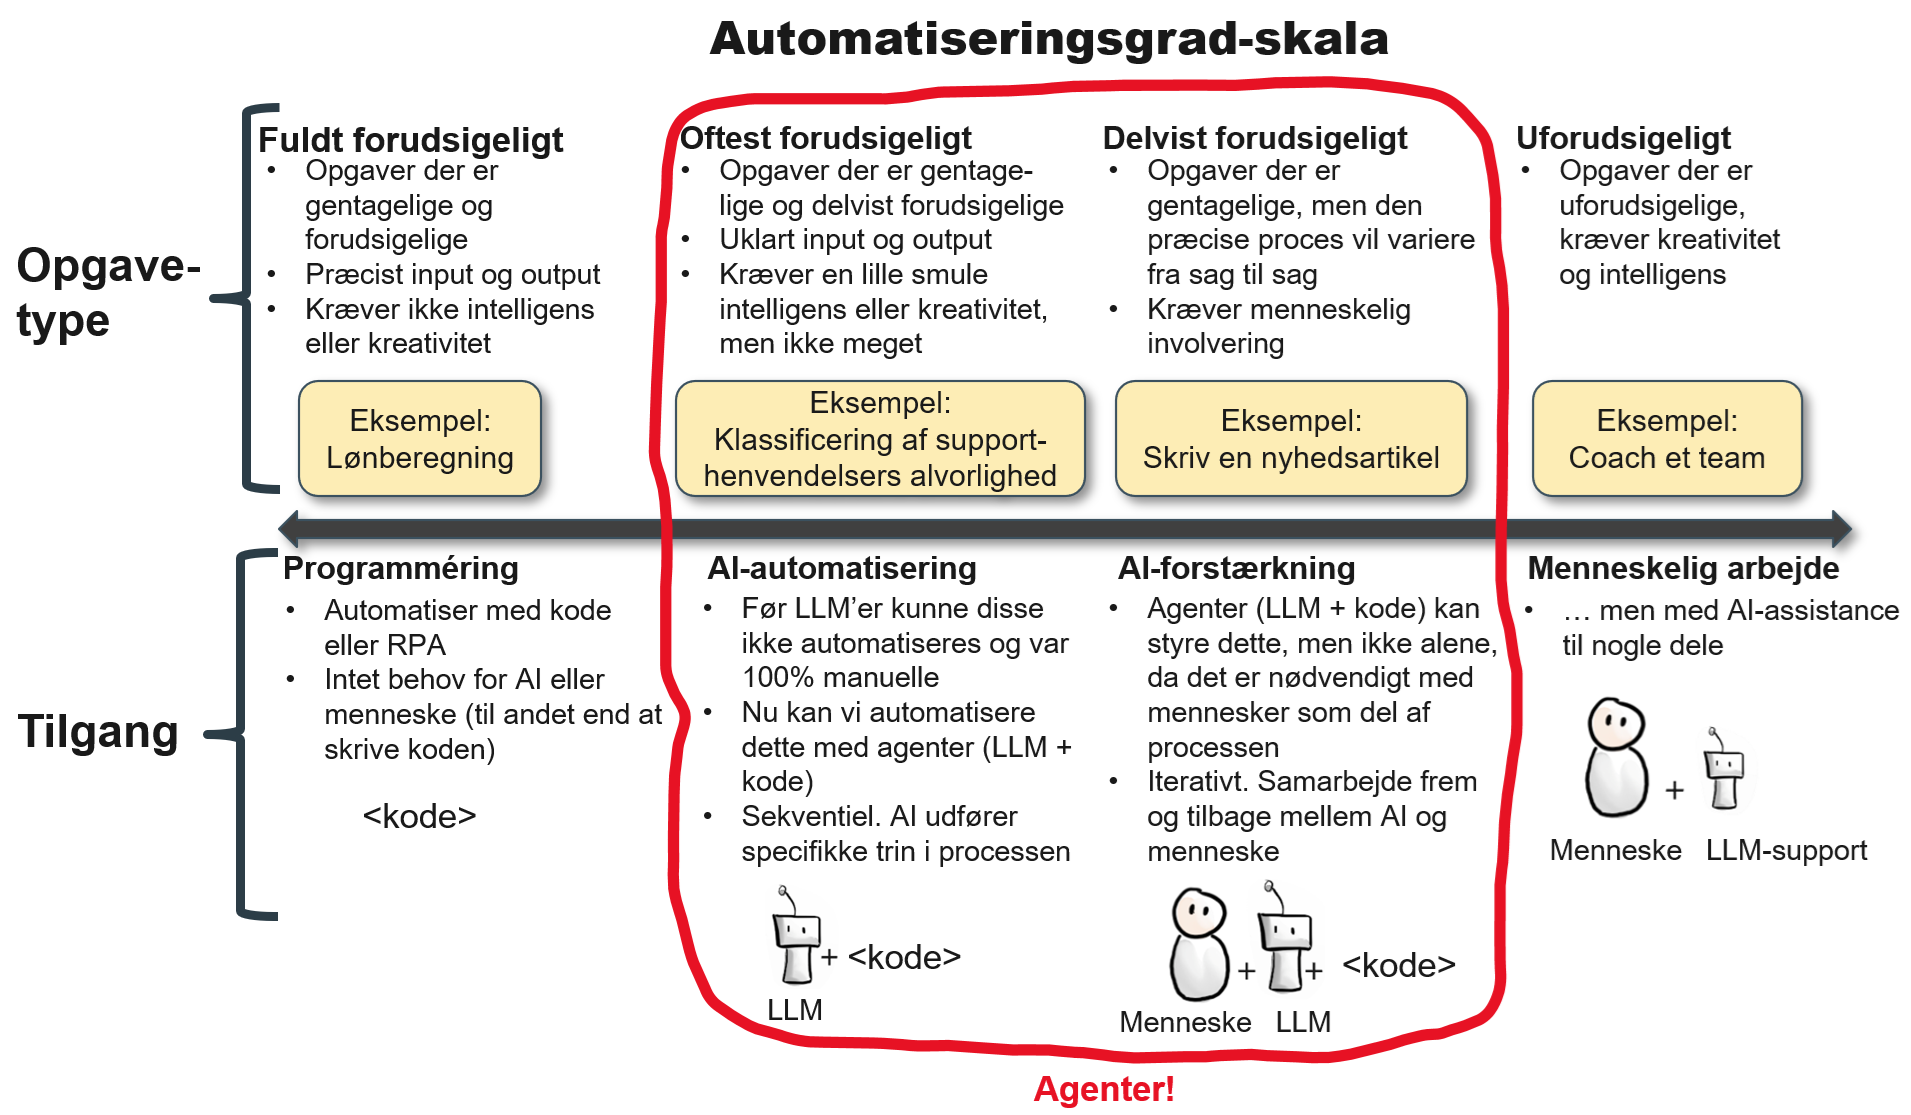 Automatiseringsgrad-skala
Opgave-
type
Fuldt forudsigeligt
• Opgaver der er
gentagelige og
forudsigelige
• Præcist input og output
• Kræver ikke intelligens
eller kreativitet
Eksempel:
Lønberegning
Oftest forudsigeligt
• Opgaver der er gentage-
lige og delvist forudsigelige
• Uklart input og output
• Kræver en lille smule
intelligens eller kreativitet,
men ikke meget
Eksempel:
Klassificering af support-
henvendelsers alvorlighed
Delvist forudsigeligt
• Opgaver der er
gentagelige, men den
præcise proces vil variere
fra sag til sag
• Kræver menneskelig
involvering
Eksempel:
Skriv en nyhedsartikel
Uforudsigeligt
• Opgaver der er
uforudsigelige,
kræver kreativitet
og intelligens
Eksempel:
Coach et team
Tilgang
Programméring
• Automatiser med kode
eller RPA
• Intet behov for AI eller
menneske (til andet end at
skrive koden)
<kode>
AI-automatisering
• Før LLM’er kunne disse
ikke automatiseres og var
100% manuelle
• Nu kan vi automatisere
dette med agenter (LLM +
kode)
• Sekventiel. AI udfører
specifikke trin i processen
+ <kode>
LLM
AI-forstærkning
• Agenter (LLM + kode) kan
styre dette, men ikke alene,
da det er nødvendigt med
mennesker som del af
processen
• Iterativt. Samarbejde frem
og tilbage mellem AI og
menneske
+ + <kode>
Menneske LLM
Menneskelig arbejde
• … men med AI-assistance
til nogle dele
+
Menneske LLM-support
Agenter!